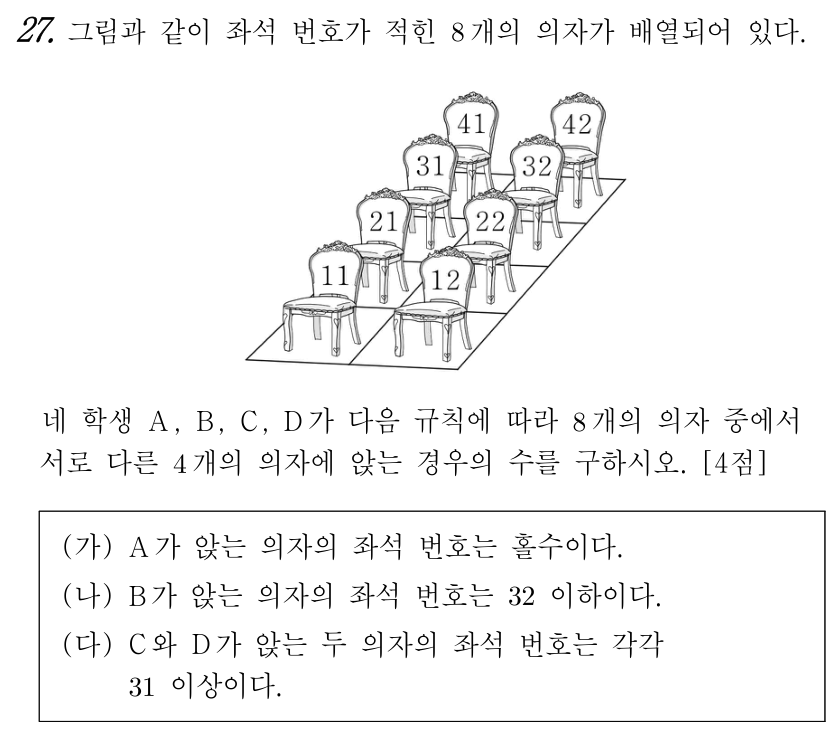 27. 그림과 같이 좌석 번호가 적힌 8개의 의자가 배열되어 있다.
41 42
31 32
21 22
11 12
네 학생 A, B, C, D가 다음 규칙에 따라 8개의 의자 중에서
서로 다른 4개의 의자에 앉는 경우의 수를 구하시오. [4점]
(가) A가 앉는 의자의 좌석 번호는 홀수이다.
(나) B가 앉는 의자의 좌석 번호는 32 이하이다.
(다) C와 D가 앉는 두 의자의 좌석 번호는 각각
31 이상이다.